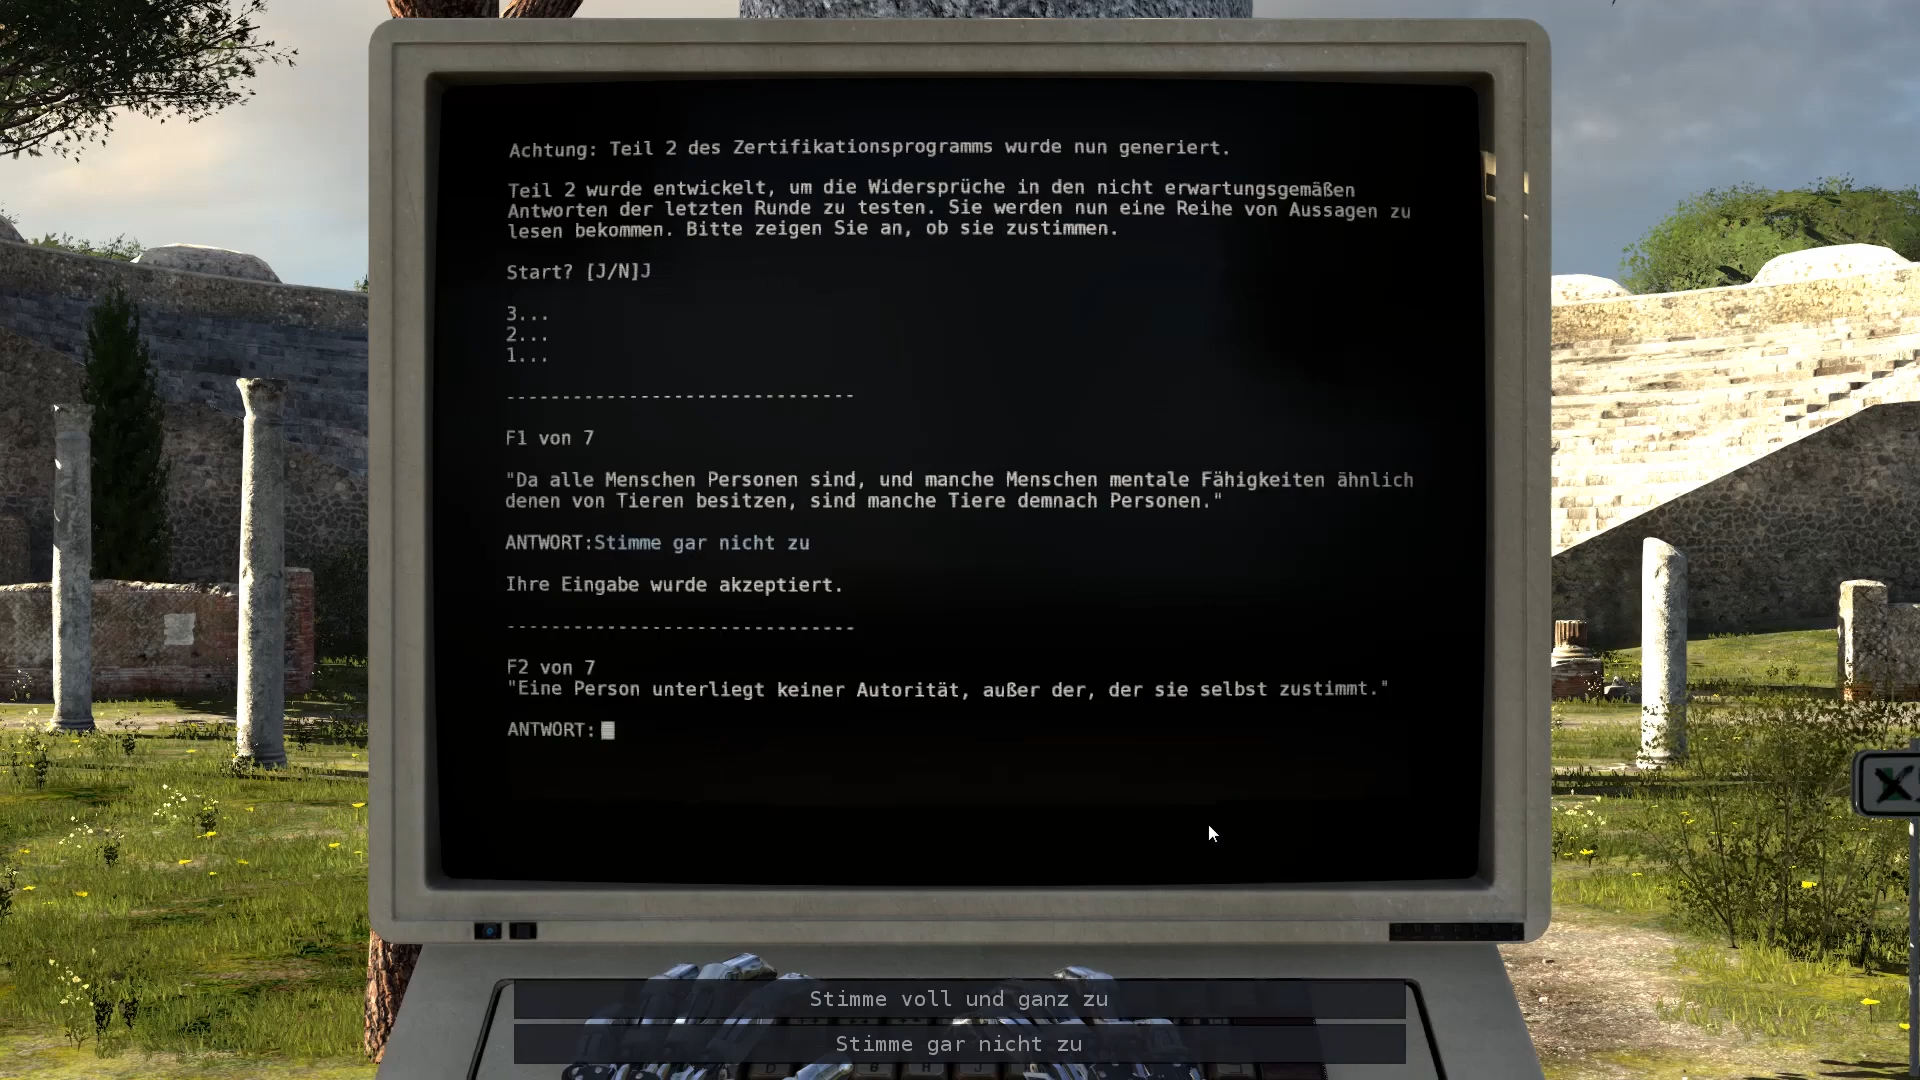 Achtung: Teil 2 des Zertifikationsprogramms wurde nun generiert.
Teil 2 wurde entwickelt, um die Widersprüche in den nicht erwartungsgemäßen
Antworten der letzten Runde zu testen. Sie werden nun eine Reihe von Aussagen zu
lesen bekommen. Bitte zeigen Sie an, ob sie zustimmen.
Start? [J/N]J
3...
2...
1...
-------------------------------
F1 von 7
"Da alle Menschen Personen sind, und manche Menschen mentale Fähigkeiten ähnlich
denen von Tieren besitzen, sind manche Tiere demnach Personen."
ANTWORT:Stimme gar nicht zu
Ihre Eingabe wurde akzeptiert.
-------------------------------
F2 von 7
"Eine Person unterliegt keiner Autorität, außer der, der sie selbst zustimmt."
ANTWORT:
Stimme voll und ganz zu
Stimme gar nicht zu